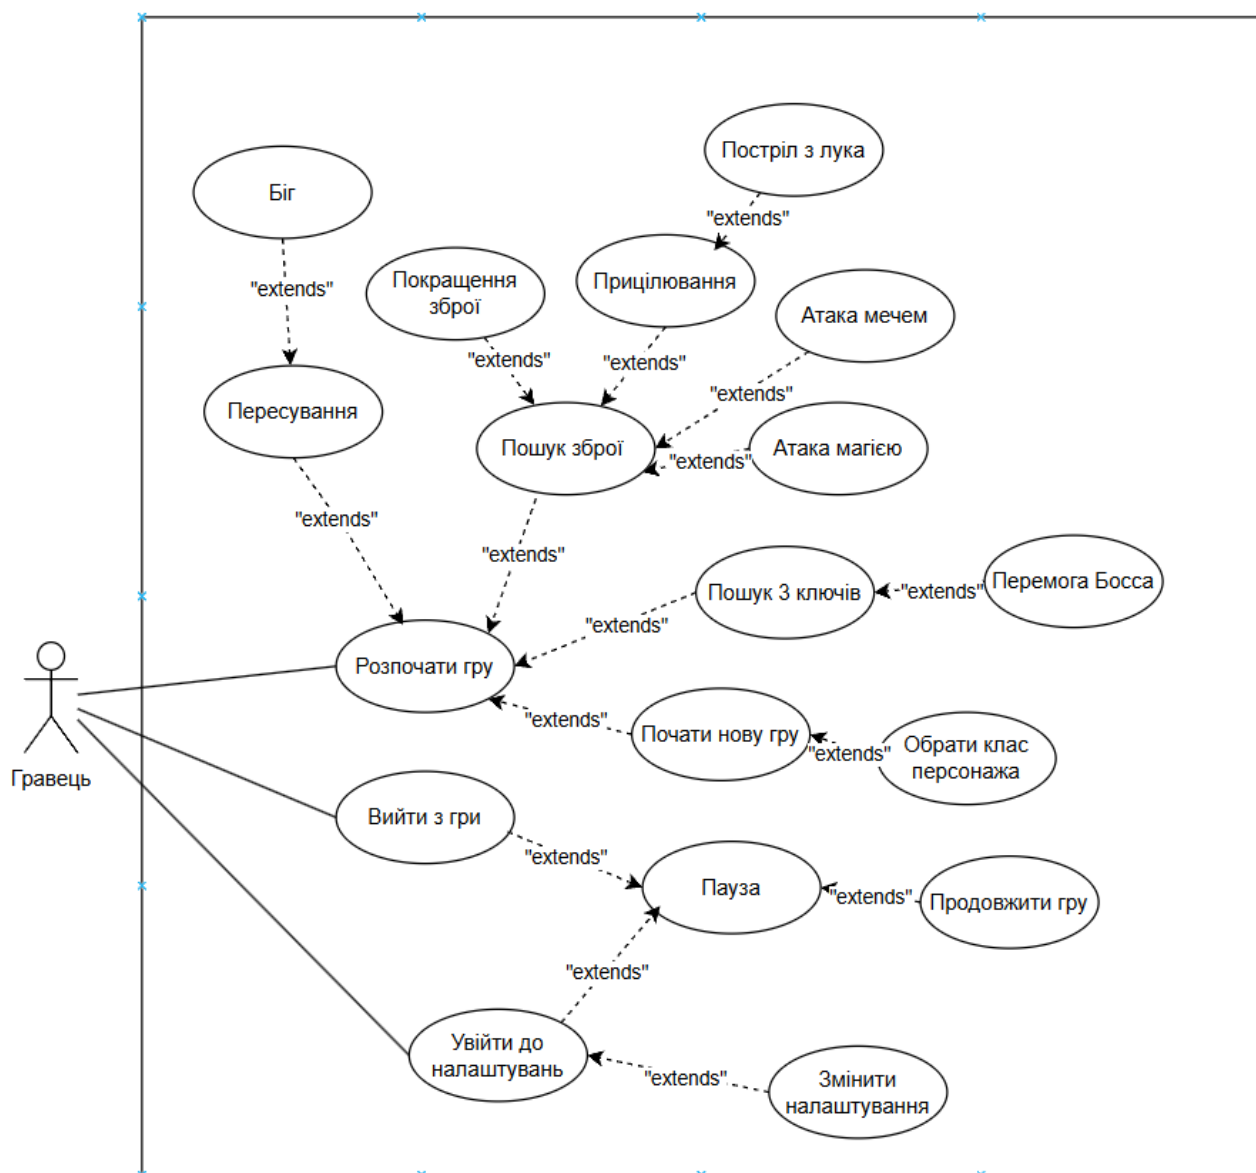 Постріл з лука
"extends"
Біг
"extends"
Покращення
зброї
Прицілювання
Атака мечем
"extends"
"extends"
"extends"
Пересування
Пошук зброї
Атака магією
"extends"
"extends"
"extends"
Пошук 3 ключів
"extends"
Перемога Босса
"extends"
Розпочати гру
"extends"
Почати нову гру
"extends"
Обрати клас
персонажа
Гравець
Вийти з гри
"extends"
Пауза
"extends"
Продовжити гру
"extends"
Увійти до
налаштувань
"extends"
Змінити
налаштування